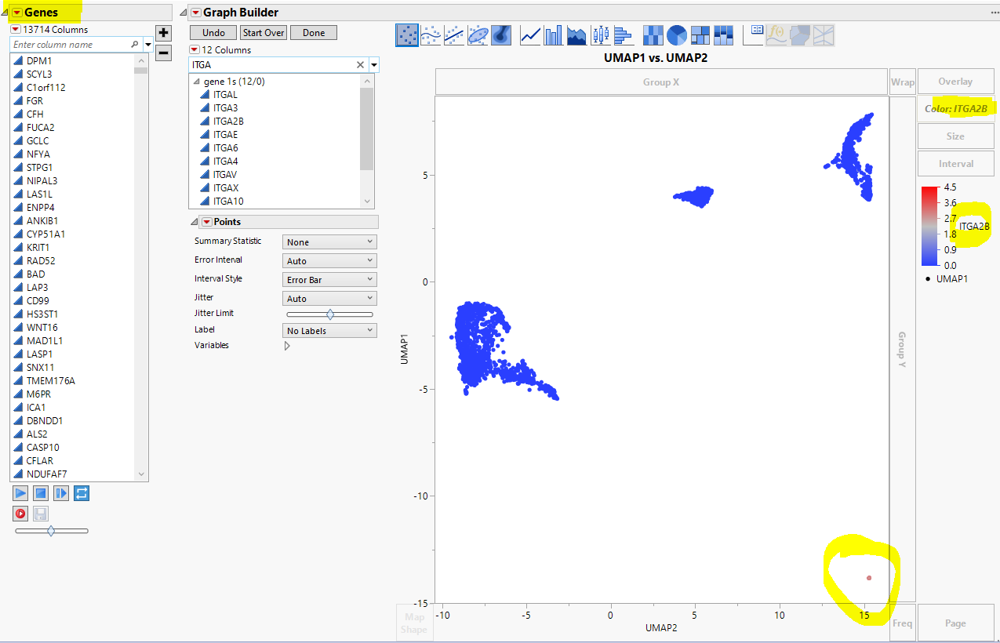 Genes
13714 Columns
Enter column name
DPM1
SCYL3
C1orf112
FGR
CFH
FUCA2
GCLC
NFYA
STPG1
NIPAL3
LAS1L
ENPP4
ANKIB1
CYP51A1
KRIT1
RAD52
BAD
LAP3
CD99
HS3ST1
WNT16
MAD1L1
LASP1
SNX11
TMEM176A
M6PR
ICA1
DBNDD1
ALS2
CASP10
CFLAR
NDUFAF7
Graph Builder
Undo Start Over Done
12 Columns
ITGA
gene 1s (12/0)
ITGAL
ITGA3
ITGA2B
ITGAE
ITGA6
ITGA4
ITGAV
ITGAX
ITGA10
Points
Summary Statistic None
Error Interval Auto
Interval Style Error Bar
Jitter Auto
Jitter Limit
Label No Labels
Variables
UMAP1 vs. UMAP2
Group X
Wrap
Overlay
Color: ITGA2B
Size
Interval
4.5
3.6
2.7
1.8
0.9
0.0
ITGA2B
UMAP1
Group Y
UMAP1
5
0
-5
-10
-15
-10 -5 0 5 10 15
UMAP2
Map
Shape
Freq
Page